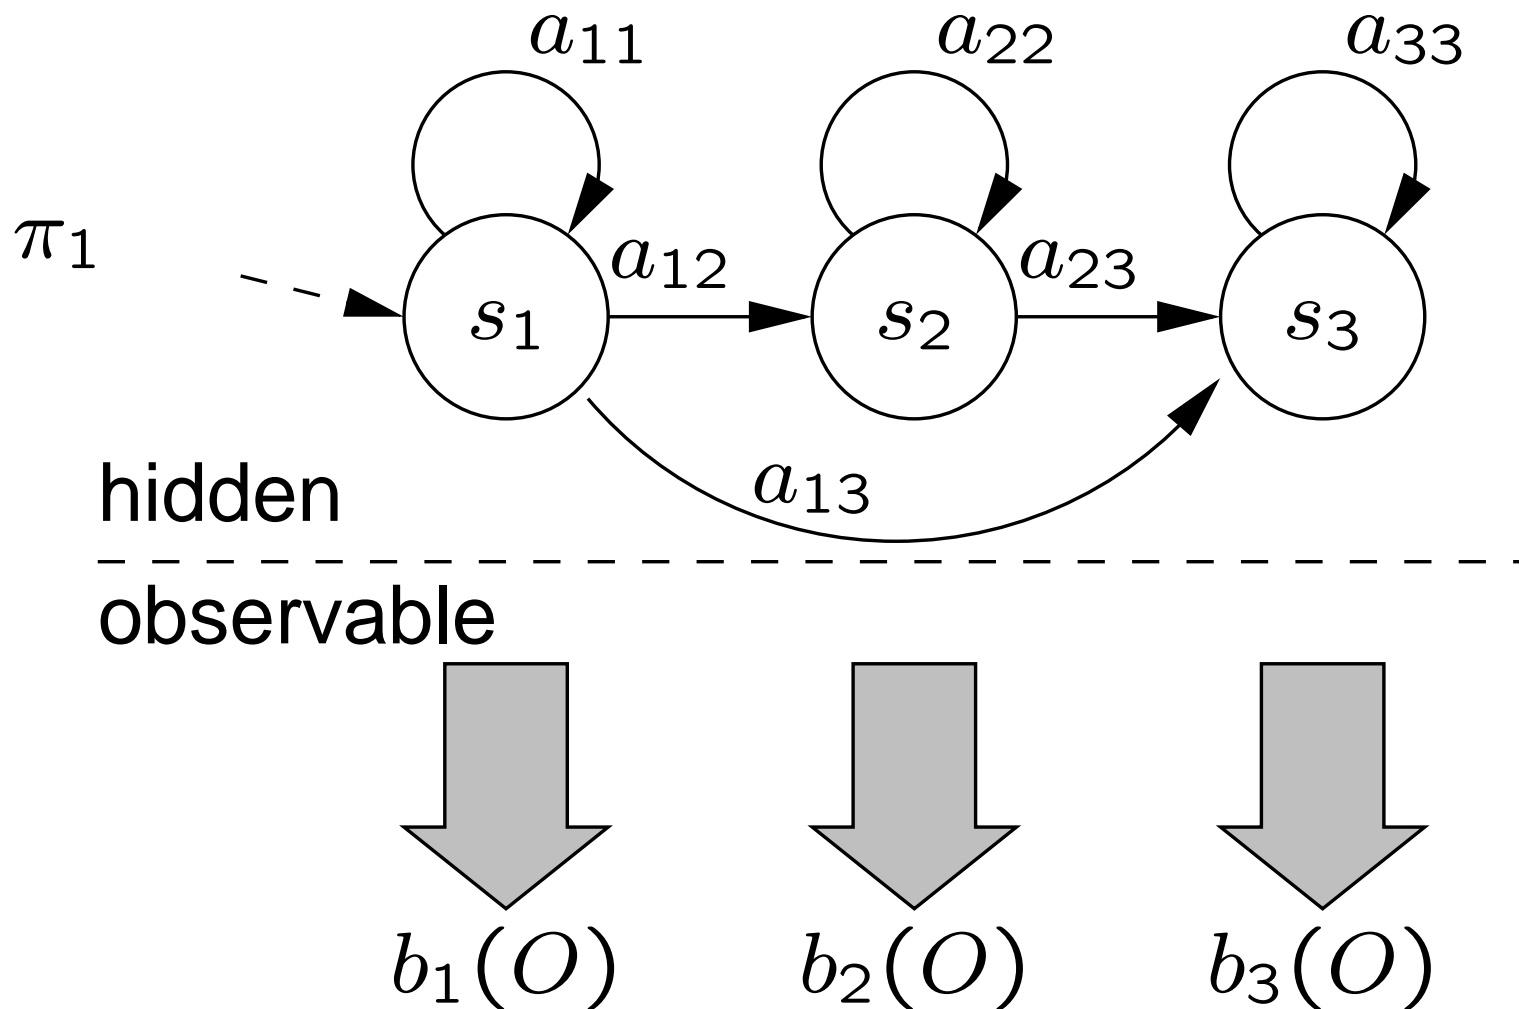 a₁₁ a₂₂ a₃₃
π₁ a₁₂ a₂₃
s₁ s₂ s₃
a₁₃
hidden
observable
b₁(O) b₂(O) b₃(O)